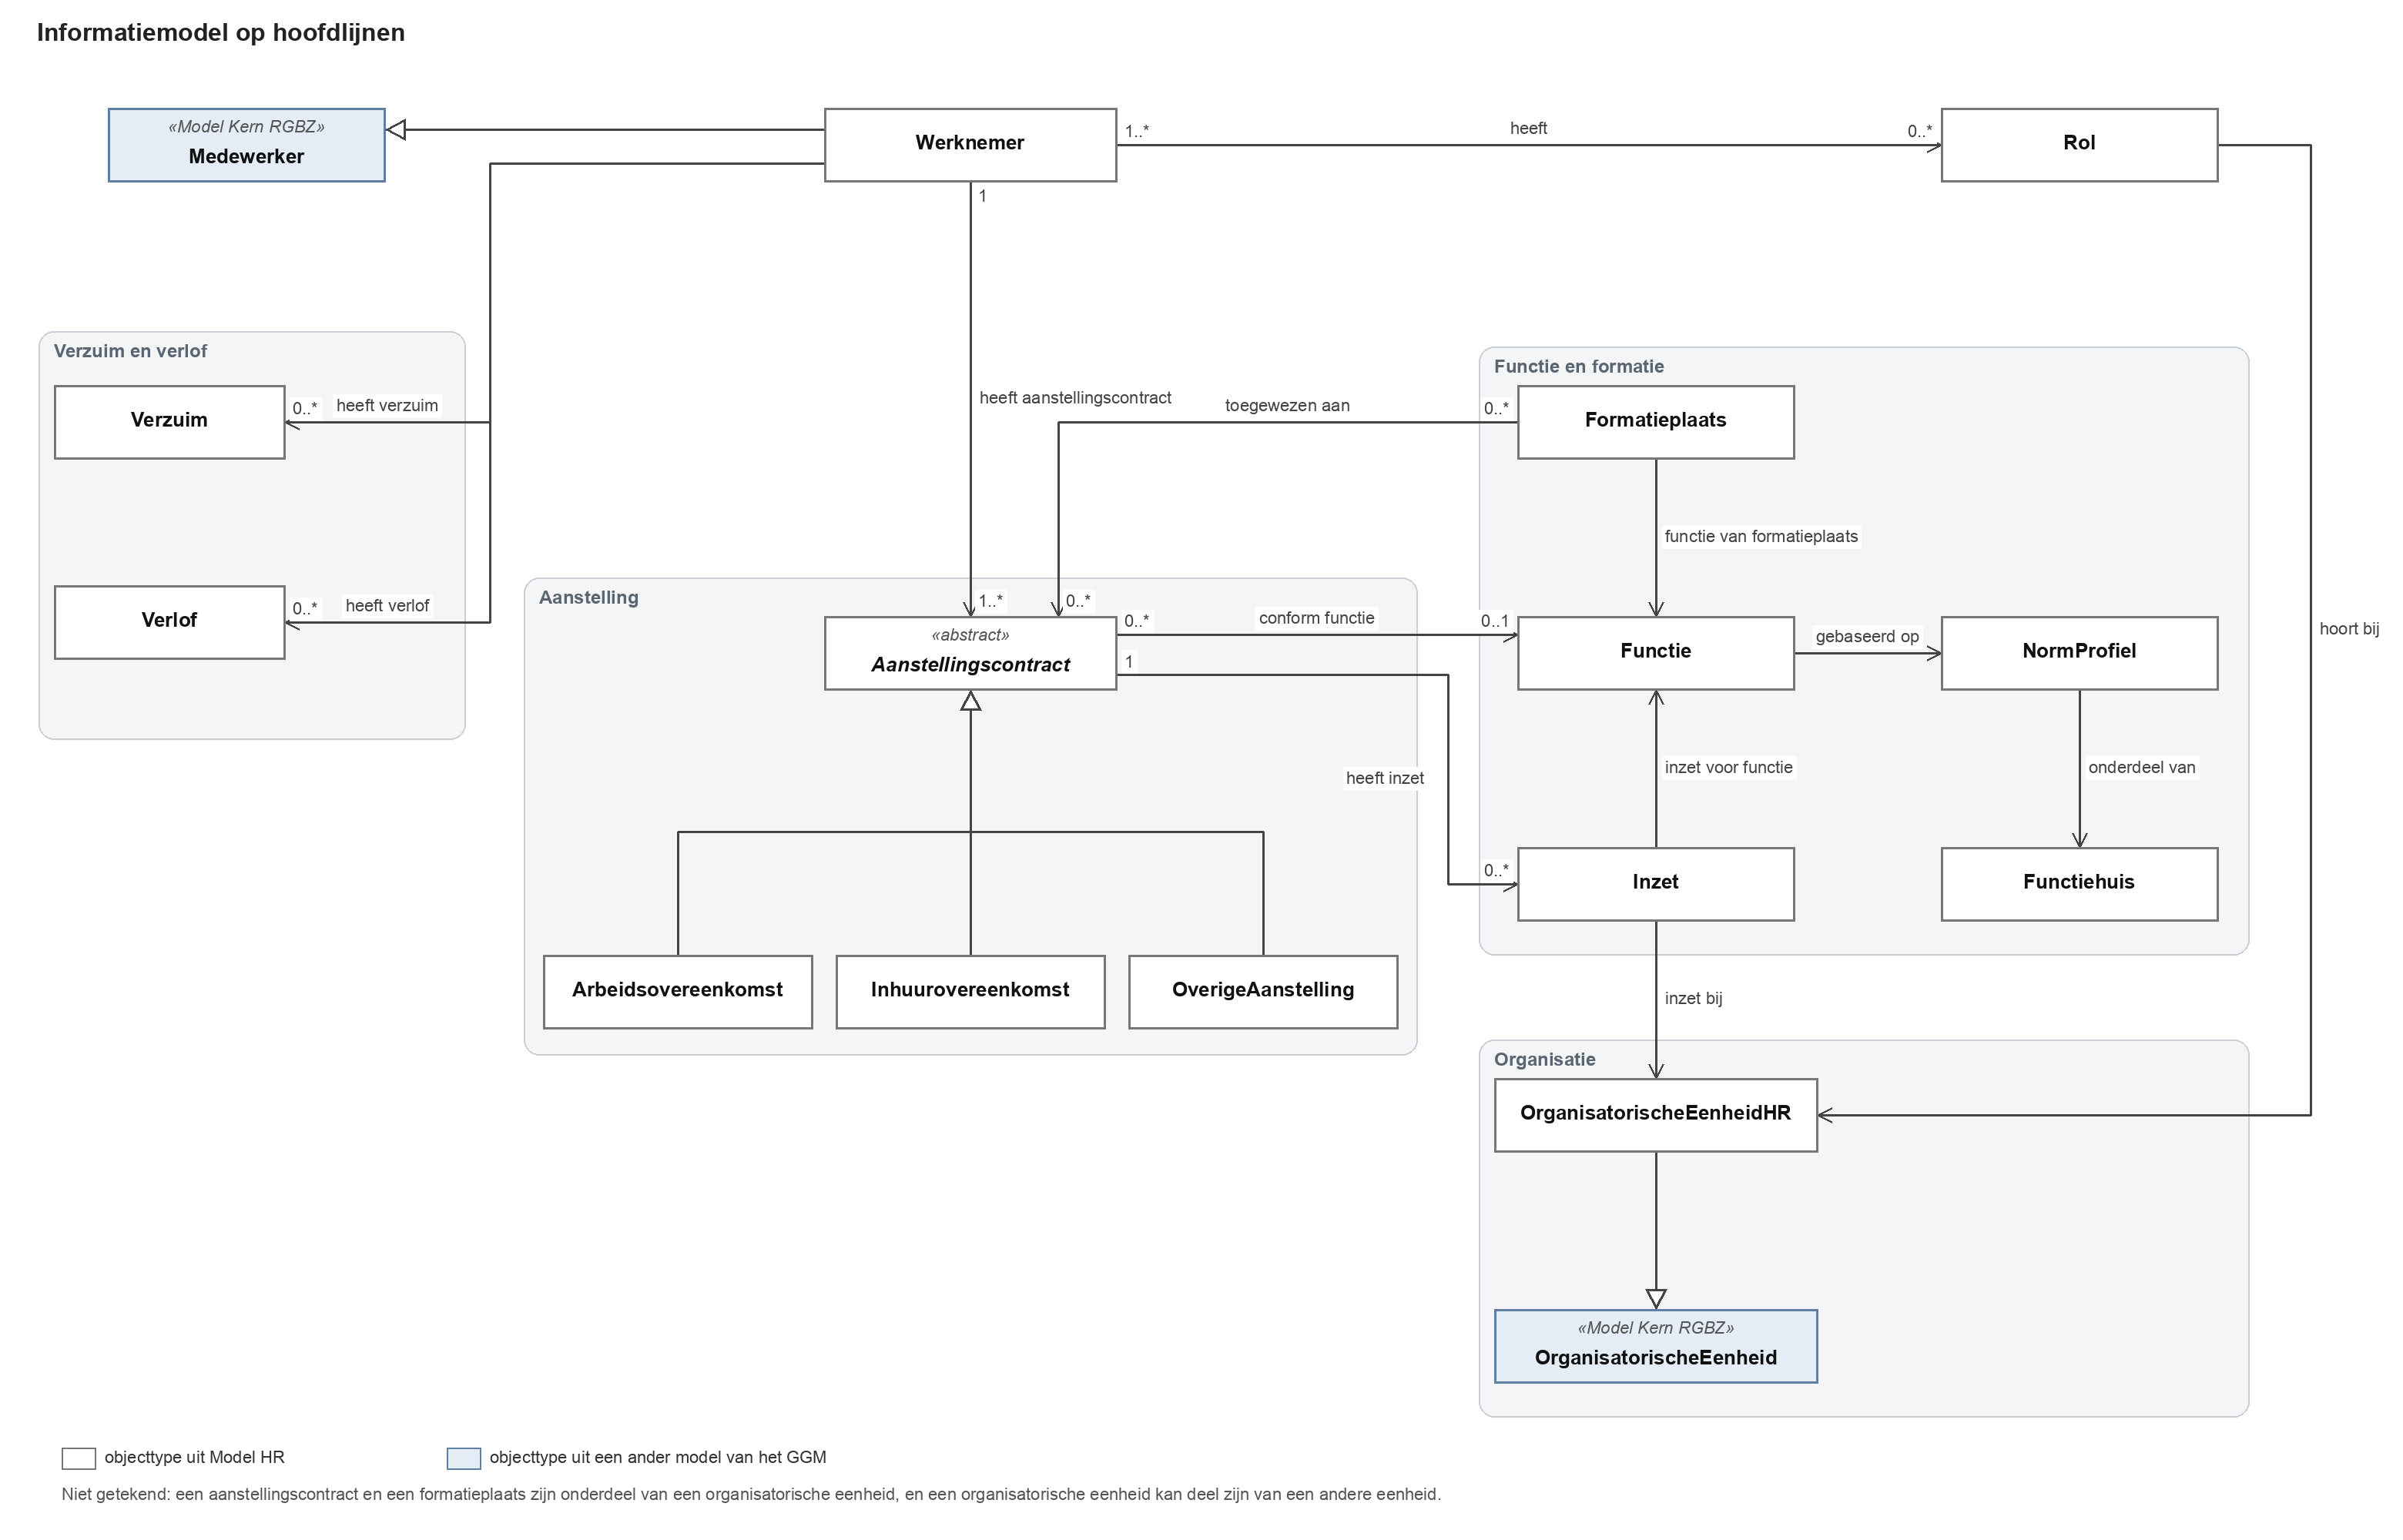 Informatiemodel op hoofdlijnen
«Model Kern RGBZ»
Medewerker
Werknemer
1..*
heeft
0..*
Rol
1
Verzuim en verlof
Verzuim
0..*
heeft verzuim
Verlof
0..*
heeft verlof
heeft aanstellingscontract
toegewezen aan
0..*
Functie en formatie
Formatieplaats
functie van formatieplaats
hoort bij
Aanstelling
1..*
0..*
«abstract»
Aanstellingscontract
0..*
conform functie
0..1
1
Functie
gebaseerd op
NormProfiel
heeft inzet
inzet voor functie
onderdeel van
0..*
Inzet
Functiehuis
Arbeidsovereenkomst
Inhuurovereenkomst
OverigeAanstelling
inzet bij
Organisatie
OrganisatorischeEenheidHR
«Model Kern RGBZ»
OrganisatorischeEenheid
objecttype uit Model HR
objecttype uit een ander model van het GGM
Niet getekend: een aanstellingscontract en een formatieplaats zijn onderdeel van een organisatorische eenheid, en een organisatorische eenheid kan deel zijn van een andere eenheid.